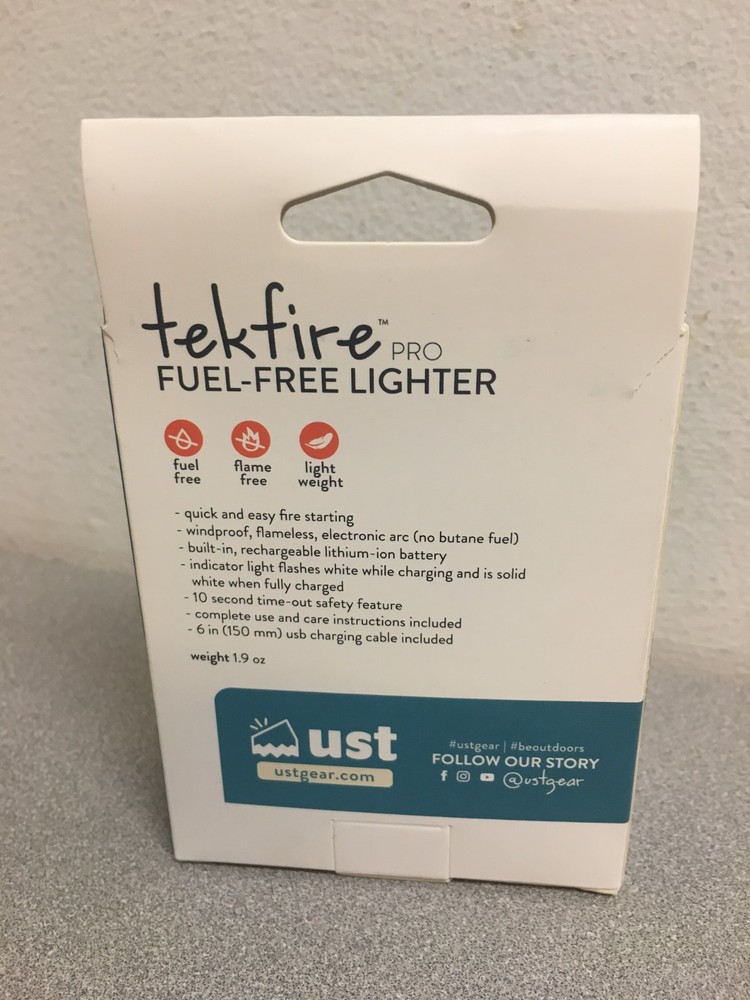 tekfire™ PRO
FUEL-FREE LIGHTER
fuel free
flame free
light weight
- quick and easy fire starting
- windproof, flameless, electronic arc (no butane fuel)
- built-in, rechargeable lithium-ion battery
- indicator light flashes white while charging and is solid
white when fully charged
- 10 second time-out safety feature
- complete use and care instructions included
- 6 in (150 mm) usb charging cable included
weight 1.9 oz
ust
ustgear.com
#ustgear | #beoutdoors
FOLLOW OUR STORY
@ustgear